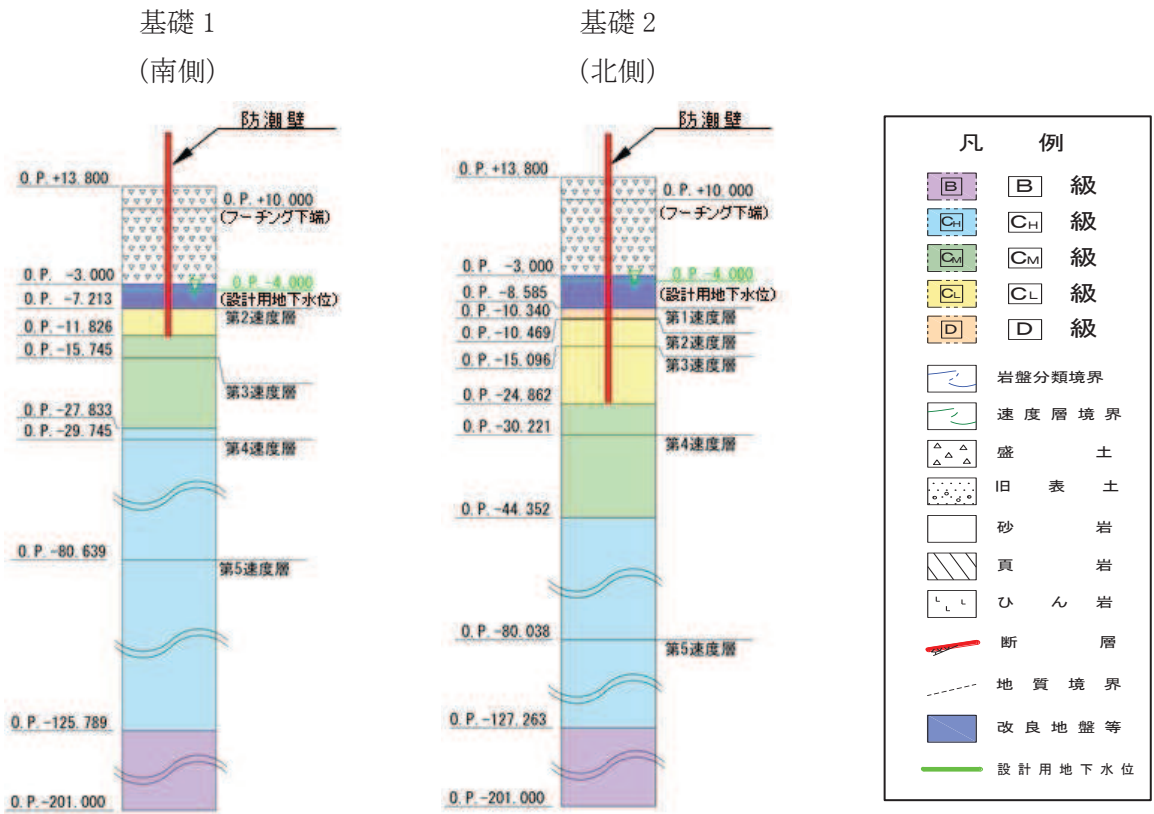 基礎1
(南側)
防潮壁
O.P.+13.800
O.P.+10.000
(フーチング下端)
O.P. -3.000
O.P.-4.000
(設計用地下水位)
O.P. -7.213
第2速度層
O.P.-11.826
O.P.-15.745
第3速度層
O.P.-27.833
O.P.-29.745
第4速度層
O.P.-80.639
第5速度層
O.P.-125.789
O.P.-201.000
基礎2
(北側)
防潮壁
O.P.+13.800
O.P.+10.000
(フーチング下端)
O.P. -3.000
O.P.-4.000
(設計用地下水位)
O.P. -8.585
O.P.-10.340
第1速度層
O.P.-10.469
第2速度層
O.P.-15.096
第3速度層
O.P.-24.862
O.P.-30.221
第4速度層
O.P.-44.352
O.P.-80.038
第5速度層
O.P.-127.263
O.P.-201.000
凡 例
B B 級
CH CH 級
CM CM 級
CL CL 級
D D 級
岩盤分類境界
速度層境界
盛 土
旧 表 土
砂 岩
頁 岩
ひ ん 岩
断 層
地 質 境 界
改良地盤等
設計用地下水位